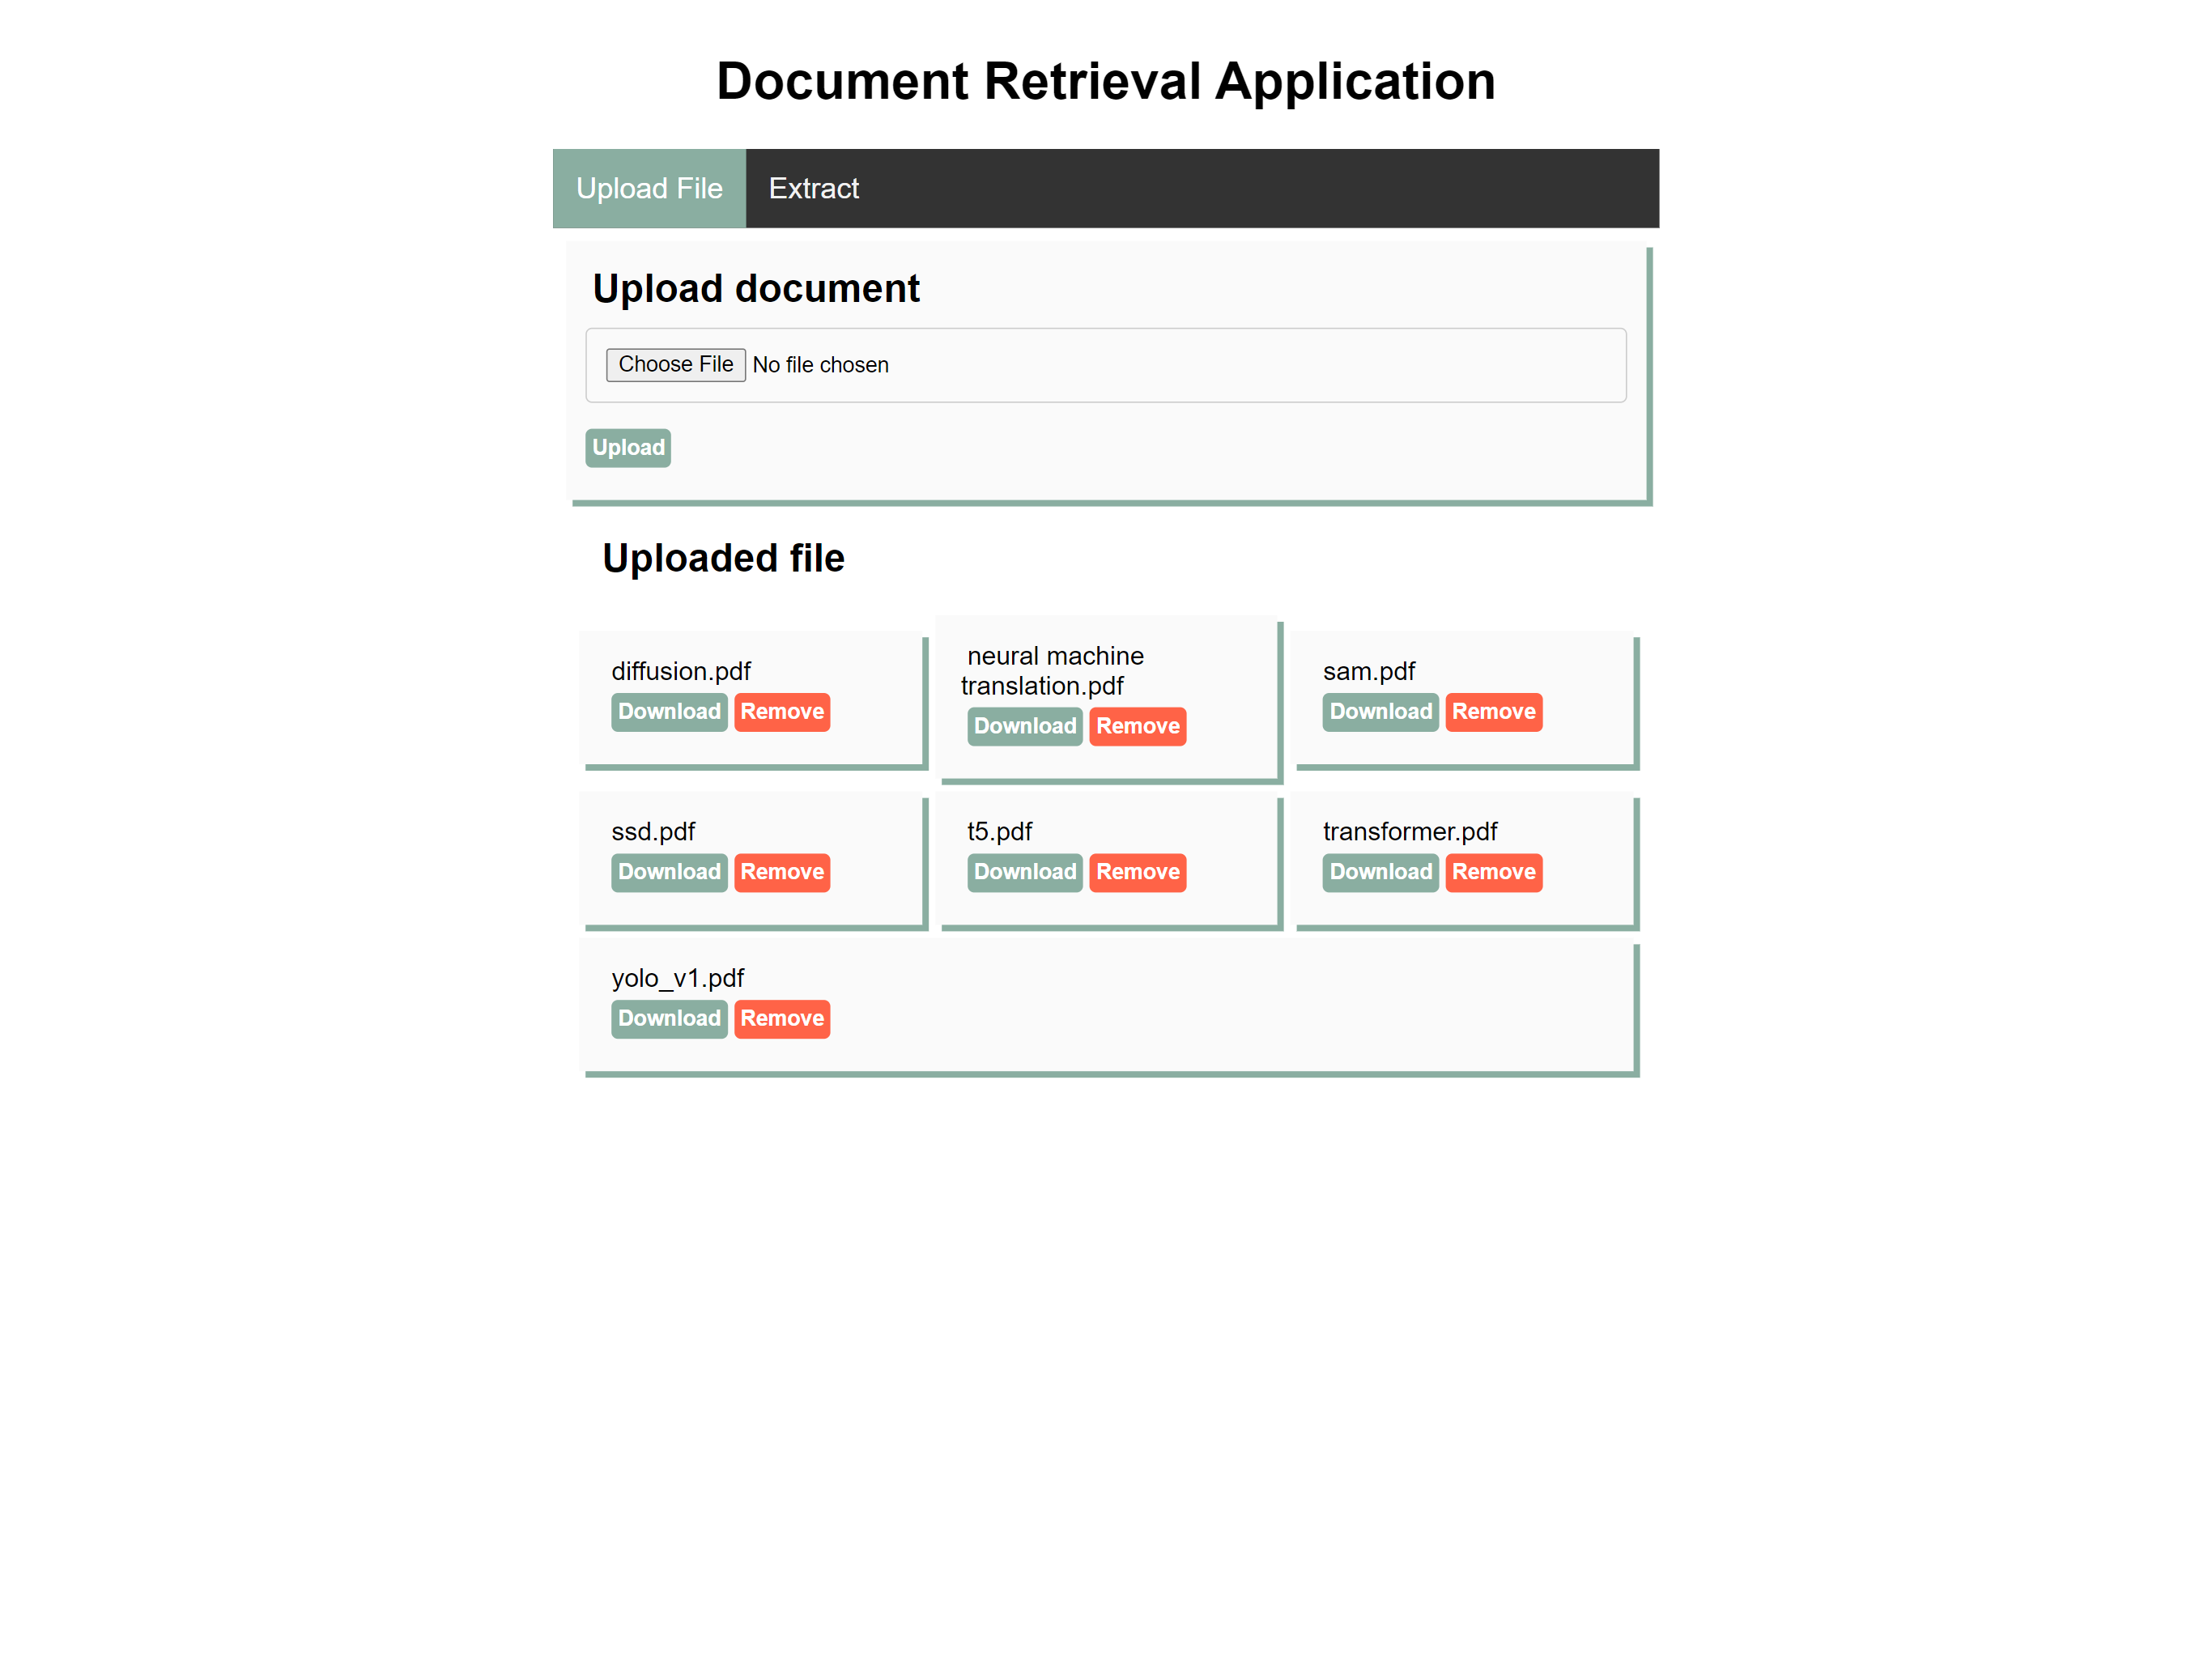 Document Retrieval Application
Upload File Extract
Upload document
Choose File No file chosen
Upload
Uploaded file
diffusion.pdf
Download Remove
neural machine
translation.pdf
Download Remove
sam.pdf
Download Remove
ssd.pdf
Download Remove
t5.pdf
Download Remove
transformer.pdf
Download Remove
yolo_v1.pdf
Download Remove